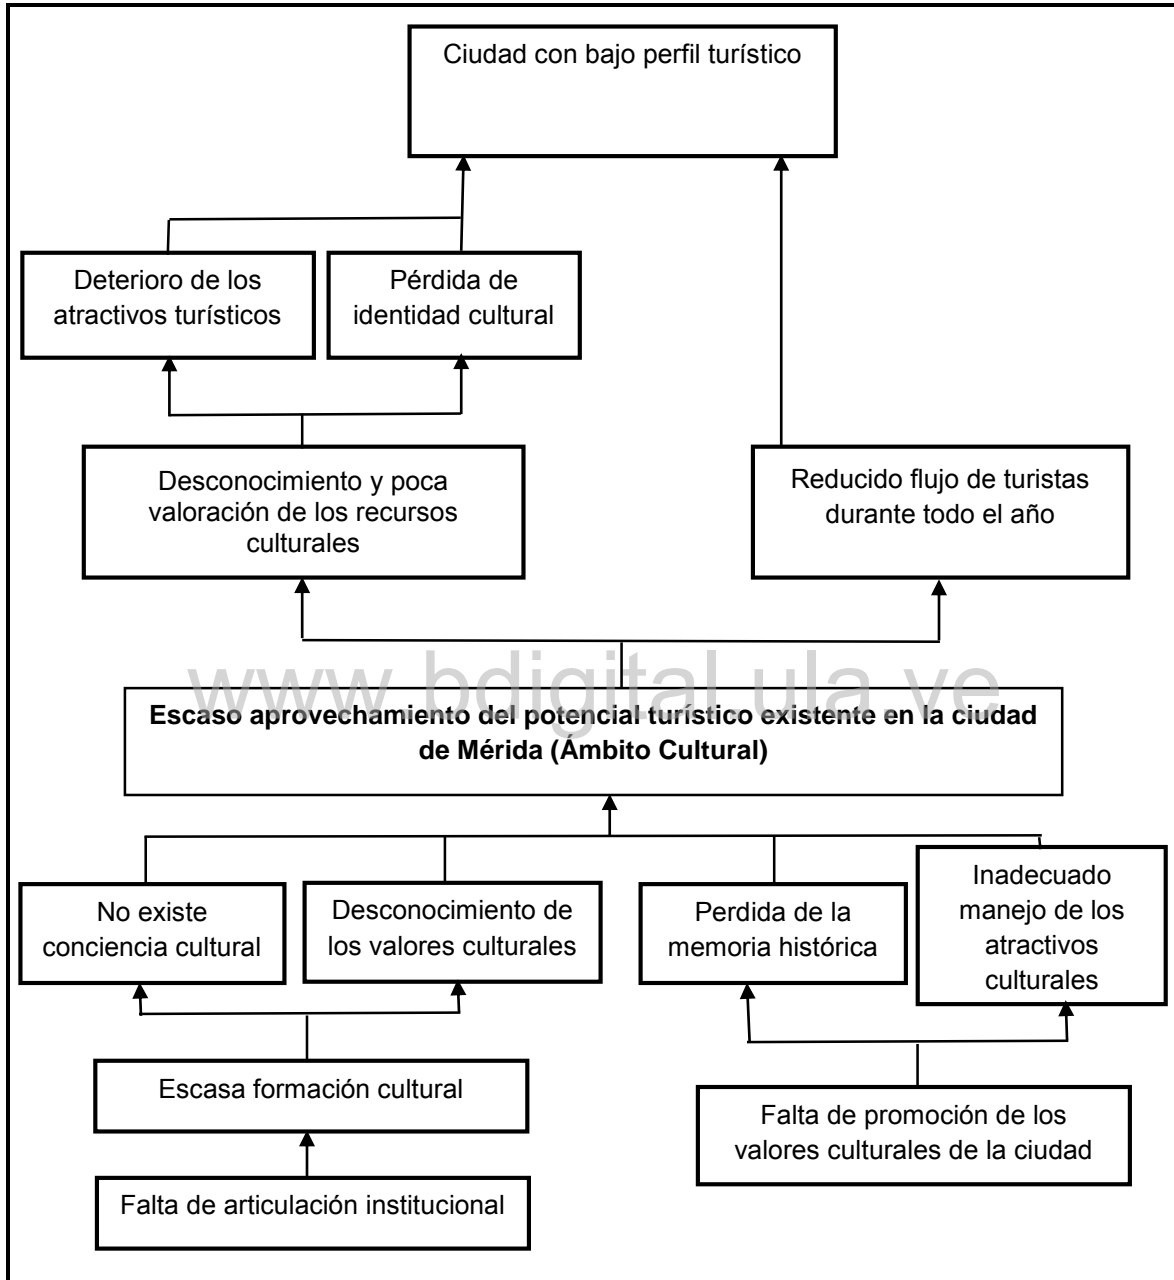 Ciudad con bajo perfil turístico
Deterioro de los
atractivos turísticos
Pérdida de
identidad cultural
Desconocimiento y poca
valoración de los recursos
culturales
Reducido flujo de turistas
durante todo el año
www.bdigital.ula.ve
Escaso aprovechamiento del potencial turístico existente en la ciudad
de Mérida (Ámbito Cultural)
No existe
conciencia cultural
Desconocimiento de
los valores culturales
Perdida de la
memoria histórica
Inadecuado
manejo de los
atractivos
culturales
Escasa formación cultural
Falta de promoción de los
valores culturales de la ciudad
Falta de articulación institucional